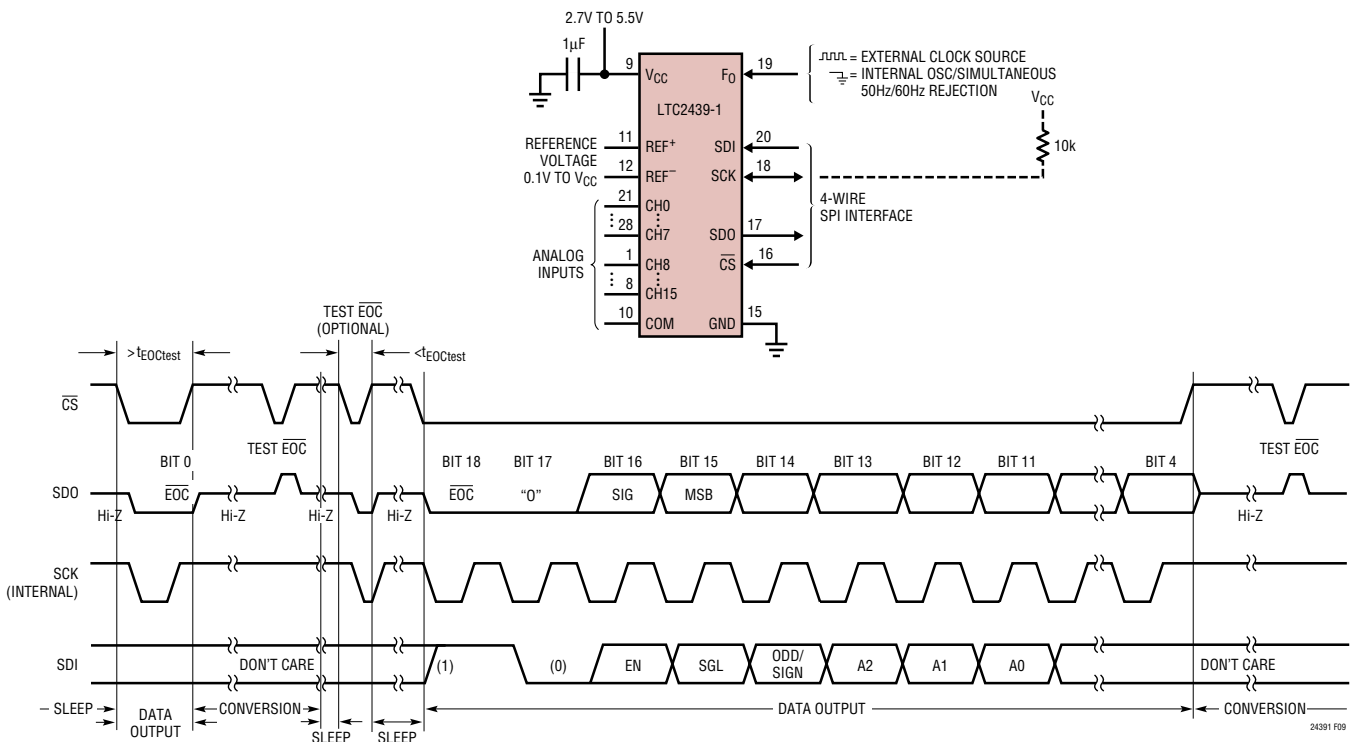 2.7V TO 5.5V
1µF
9
VCC
FO
19
= EXTERNAL CLOCK SOURCE
= INTERNAL OSC/SIMULTANEOUS
50Hz/60Hz REJECTION
LTC2439-1
VCC
10k
REFERENCE
VOLTAGE
0.1V TO VCC
11
REF+
12
REF–
SDI
20
SCK
18
4-WIRE
SPI INTERFACE
ANALOG
INPUTS
21
CH0
28
CH7
1
CH8
8
CH15
10
COM
SDO
17
CS
16
GND
15
TEST EOC
(OPTIONAL)
>tEOCtest
<tEOCtest
CS
TEST EOC
TEST EOC
SDO
BIT 0
EOC
Hi-Z
Hi-Z
Hi-Z
Hi-Z
BIT 18
EOC
BIT 17
"0"
BIT 16
SIG
BIT 15
MSB
BIT 14
BIT 13
BIT 12
BIT 11
BIT 4
Hi-Z
SCK
(INTERNAL)
SDI
DON'T CARE
(1)
(0)
EN
SGL
ODD/
SIGN
A2
A1
A0
DON'T CARE
SLEEP
DATA
OUTPUT
CONVERSION
SLEEP
SLEEP
DATA OUTPUT
CONVERSION
24391 F09